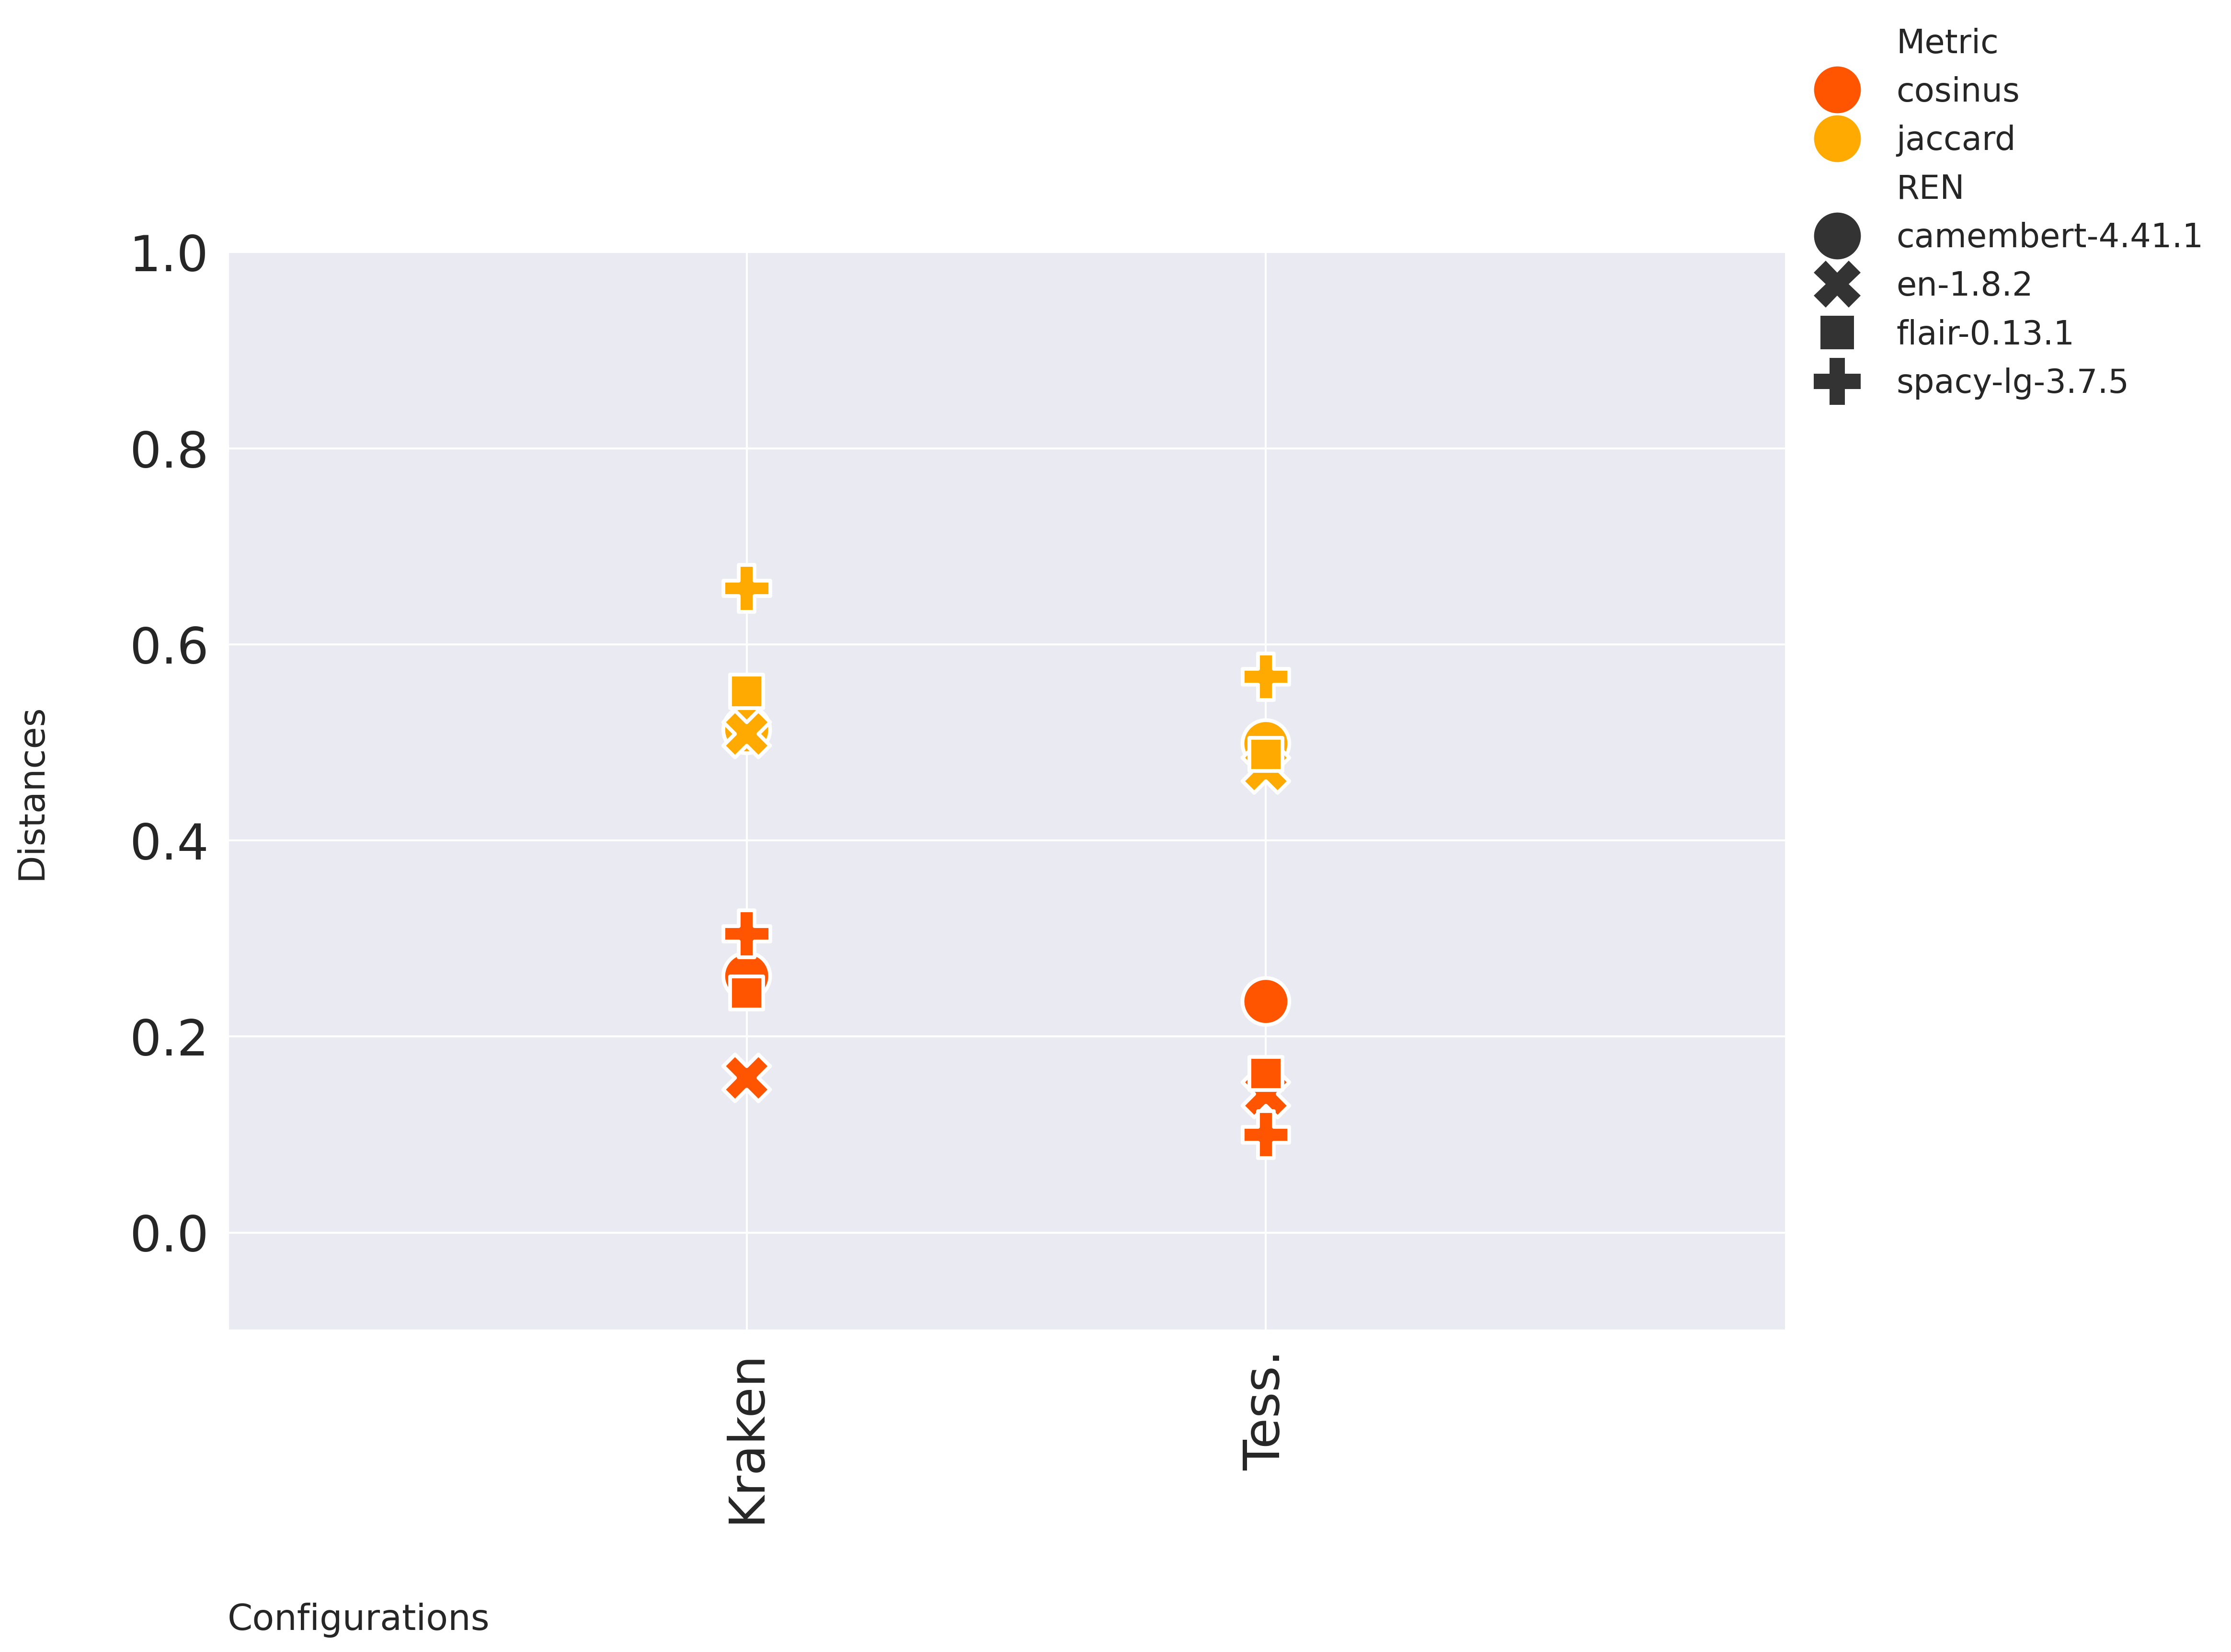 Metric
cosinus
jaccard
REN
camembert-4.41.1
en-1.8.2
flair-0.13.1
spacy-lg-3.7.5
1.0
0.8
0.6
0.4
0.2
0.0
Distances
Kraken
Tess.
Configurations